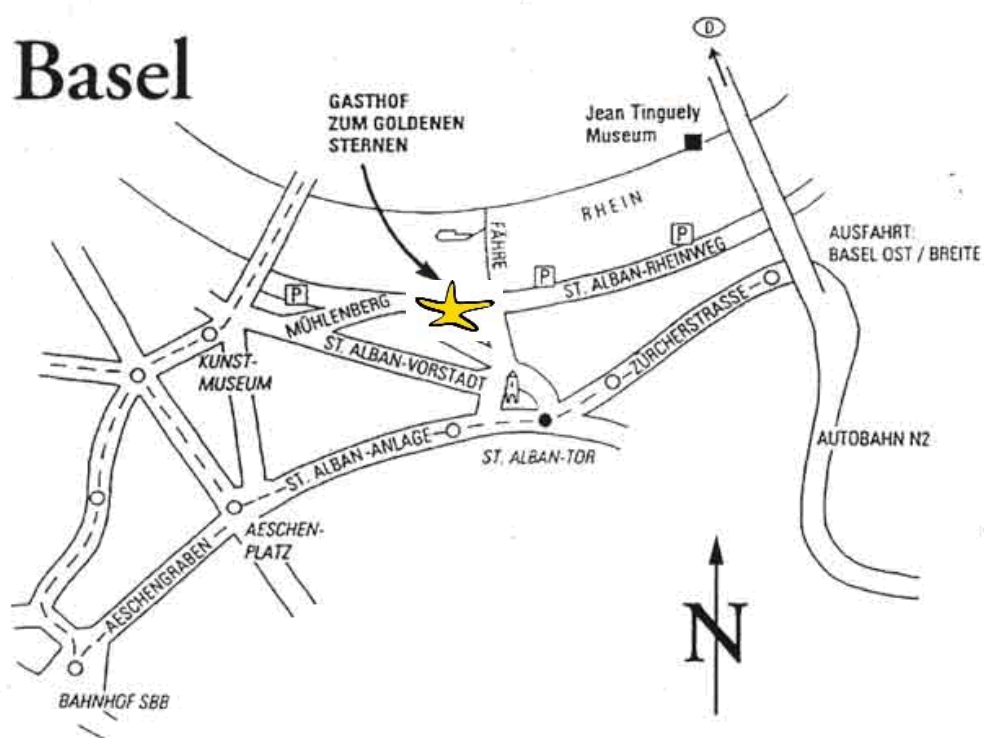 Basel
D
GASTHOF
ZUM GOLDENEN
STERNEN
Jean Tinguely
Museum
RHEIN
FÄHRE
P
P
P
AUSFAHRT:
BASEL OST / BREITE
ST. ALBAN-RHEINWEG
MÜHLENBERG
KUNST-
MUSEUM
ST. ALBAN-VORSTADT
ZÜRCHERSTRASSE
ST. ALBAN-ANLAGE
ST. ALBAN-TOR
AUTOBAHN N2
AESCHEN-
PLATZ
AESCHENGRABEN
BAHNHOF SBB
N